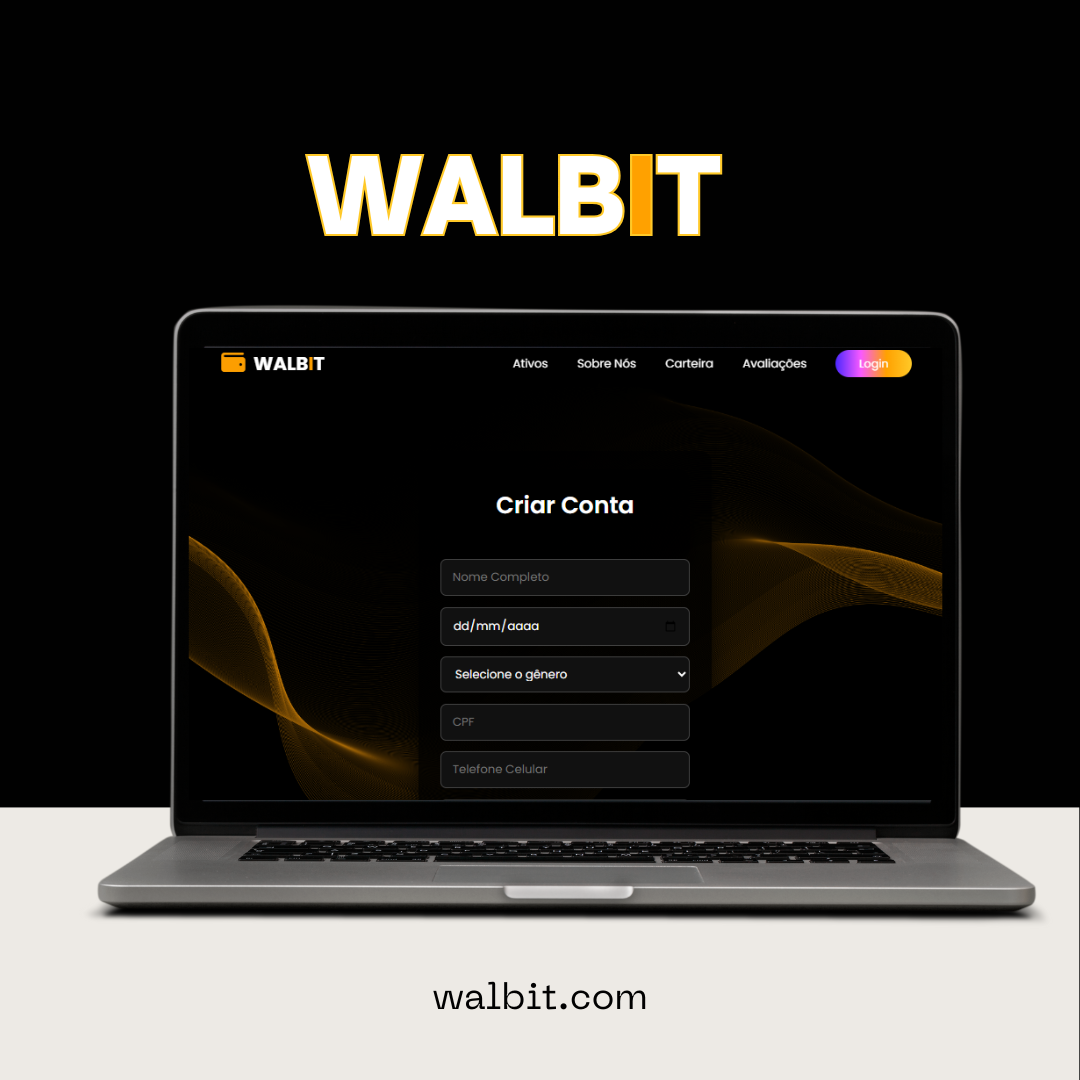 WALBIT
WALBIT Ativos Sobre Nós Carteira Avaliações Login
Criar Conta
Nome Completo
dd/mm/aaaa
Selecione o gênero
CPF
Telefone Celular
walbit.com